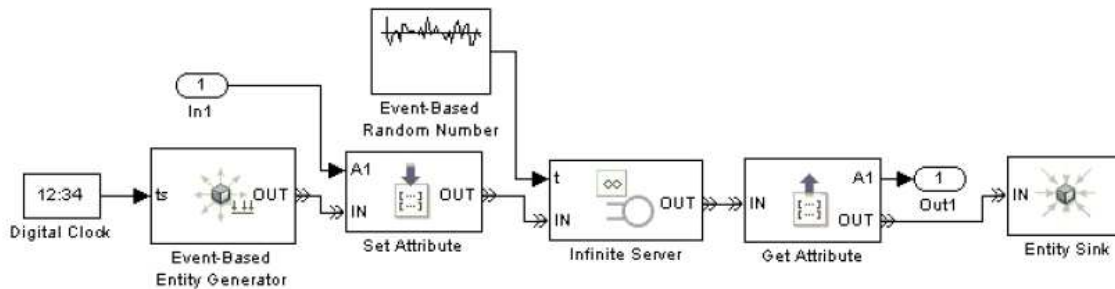 Event-Based
Random Number
1
In1
12:34
Digital Clock
ts
OUT
Event-Based
Entity Generator
A1
IN
OUT
Set Attribute
t
IN
∞
OUT
Infinite Server
IN
[...]
A1
OUT
Get Attribute
1
Out1
IN
Entity Sink
[...]